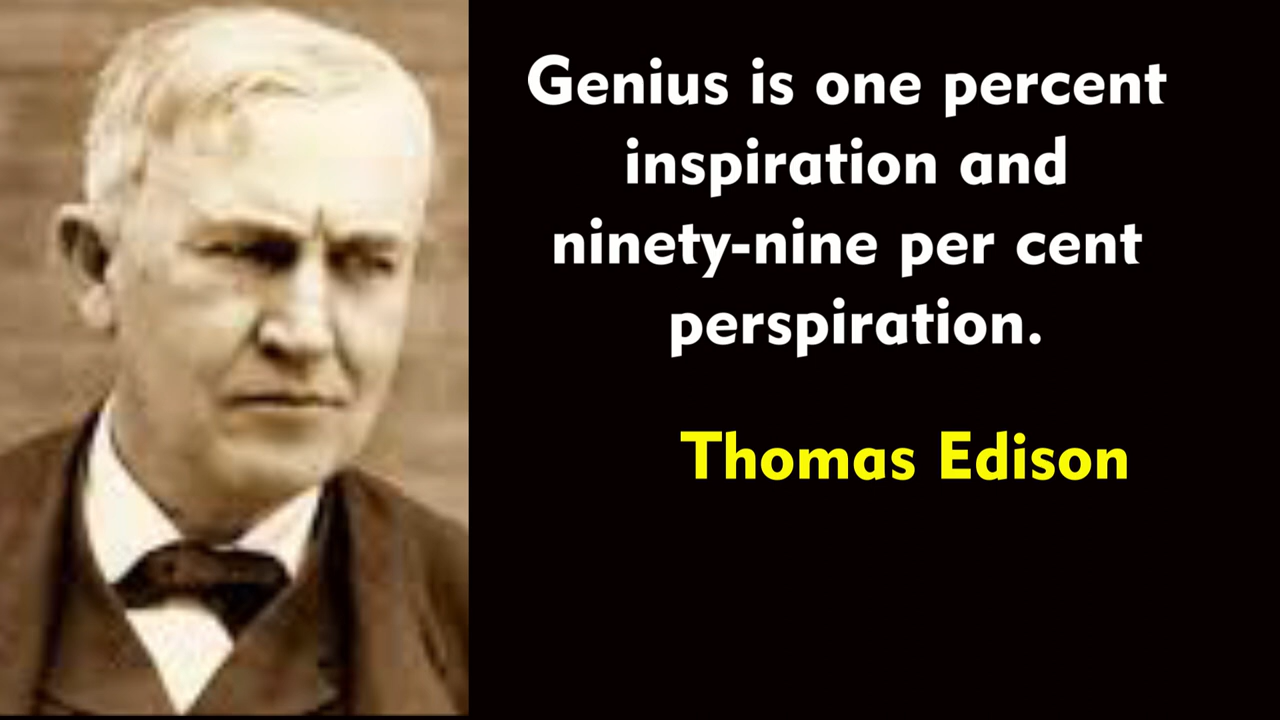 Genius is one percent
inspiration and
ninety-nine per cent
perspiration.
Thomas Edison